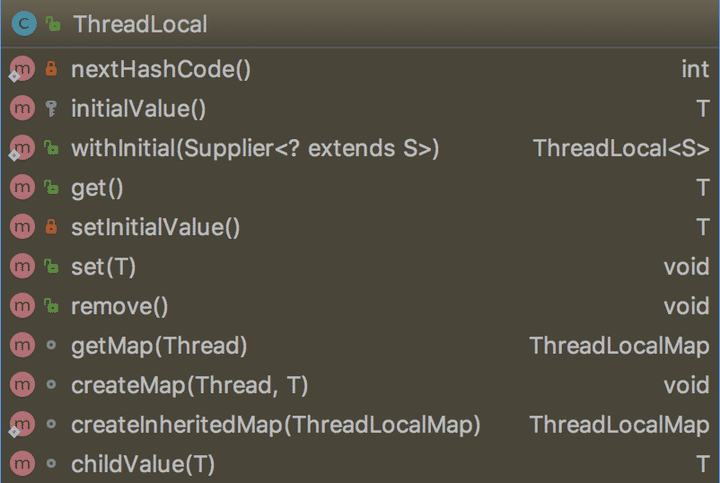 C ThreadLocal
m nextHashCode() int
m initialValue() T
m withInitial(Supplier<? extends S>) ThreadLocal<S>
m get() T
m setInitialValue() T
m set(T) void
m remove() void
m getMap(Thread) ThreadLocalMap
m createMap(Thread, T) void
m createInheritedMap(ThreadLocalMap) ThreadLocalMap
m childValue(T) T